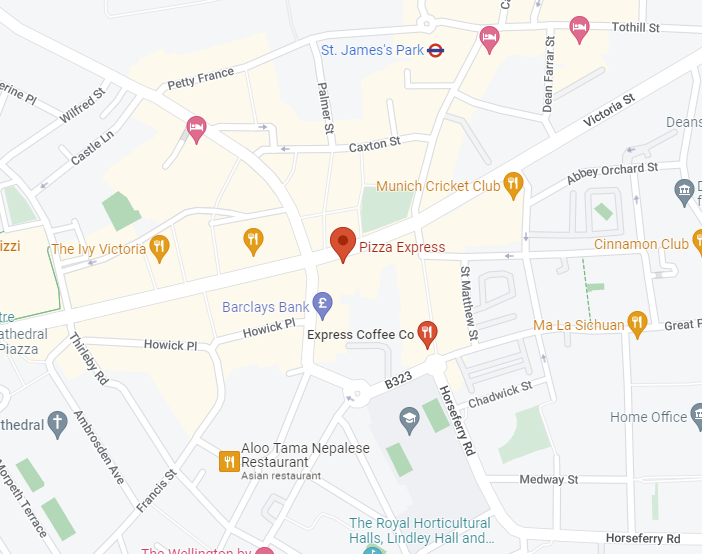 Tothill St
St. James's Park
Petty France
Dean Farrar St
Wilfred St
Palmer St
Victoria St
Castle Ln
Caxton St
Abbey Orchard St
Munich Cricket Club
The Ivy Victoria
Pizza Express
Cinnamon Club
St Matthew St
Barclays Bank
£
Express Coffee Co
Ma La Sichuan
Great
Howick Pl
Howick Pl
Piazza
Thirleby Rd
B323
Chadwick St
Horseferry Rd
Home Office
Ambrosden Ave
Aloo Tama Nepalese
Restaurant
Asian restaurant
Francis St
Morpeth Terrace
Medway St
The Royal Horticultural
Halls, Lindley Hall and...
Horseferry Rd
The Wellington by